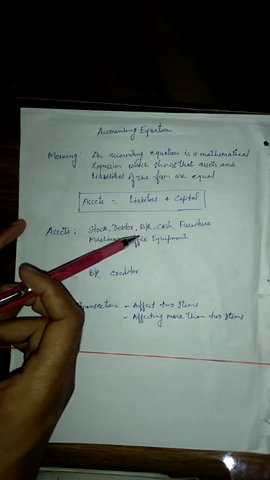 Accounting Equation
Meaning: An accounting equation is a mathematical
Expression which shows that assets and
liabilities of the firm are equal
Assets = Liabilities + Capital
Assets: Stock, Debtor, B/R, Cash Furniture
Equipment
B/P, Creditor
- Affect two Items
- Affecting more than two Items